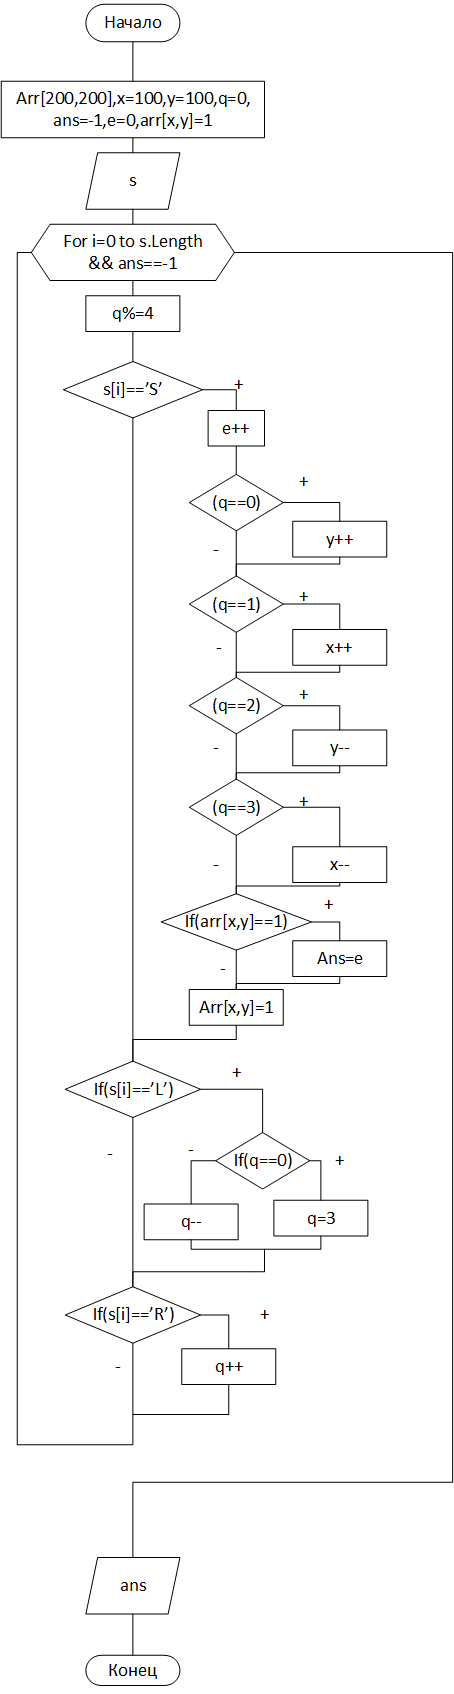 Начало
Arr[200,200],x=100,y=100,q=0,
ans=-1,e=0,arr[x,y]=1
s
For i=0 to s.Length
&& ans==-1
q%=4
s[i]==’S’
+
e++
(q==0)
+
-
y++
(q==1)
+
-
x++
(q==2)
+
-
y--
(q==3)
+
-
x--
If(arr[x,y]==1)
+
-
Ans=e
Arr[x,y]=1
If(s[i]==’L’)
+
-
If(q==0)
-
+
q--
q=3
If(s[i]==’R’)
+
-
q++
ans
Конец